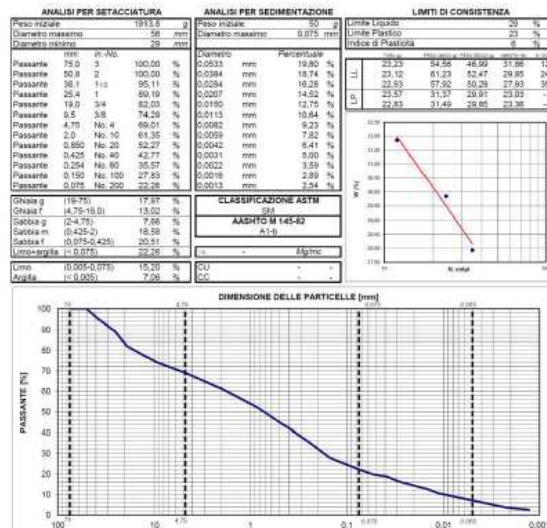 ANALISI PER SETACCIATURA
Peso iniziale 1913,8 g
Diametro massimo 56 mm
Diametro minimo 29 mm
mm in.-No.
Passante 75,0 3 100,00 %
Passante 50,8 2 100,00 %
Passante 38,1 95,11 %
Passante 25,4 1 89,19 %
Passante 19,0 3/4 82,03 %
Passante 9,5 3/8 74,29 %
Passante 4,75 No. 4 69,01 %
Passante 2,0 No. 10 61,35 %
Passante 0,850 No. 20 52,27 %
Passante 0,425 No. 40 42,77 %
Passante 0,254 No. 60 35,57 %
Passante 0,150 No. 100 27,83 %
Passante 0,075 No. 200 22,26 %
Ghiaia g (19-75) 17,97 %
Ghiaia f (4,75-19,0) 13,02 %
Sabbia g (2-4,75) 7,66 %
Sabbia m (0,425-2) 18,58 %
Sabbia f (0,075-0,425) 20,51 %
Limo+argilla (< 0,075) 22,26 %
Limo (0,005-0,075) 15,20 %
Argilla (< 0,005) 7,06 %
ANALISI PER SEDIMENTAZIONE
Peso iniziale 50 g
Diametro massimo 0,075 mm
Diametro Percentuale
0,0533 mm 19,80 %
0,0384 mm 18,74 %
0,0284 mm 16,28 %
0,0207 mm 14,52 %
0,0150 mm 12,75 %
0,0113 mm 10,64 %
0,0082 mm 9,23 %
0,0059 mm 7,82 %
0,0042 mm 6,41 %
0,0031 mm 5,00 %
0,0022 mm 3,59 %
0,0016 mm 2,89 %
0,0013 mm 2,54 %
CLASSIFICAZIONE ASTM
SM
AASHTO M 145-82
A1-b
- Mg/mc
CU - -
CC - -
LIMITI DI CONSISTENZA
Limite Liquido 29 %
Limite Plastico 23 %
Indice di Plasticità 6 %
LL
23,23 54,56 46,99 31,86
23,12 61,23 52,47 29,85
22,93 57,92 50,28 27,93
LP
23,57 31,37 29,91 23,03 -
22,83 31,49 29,85 23,36 -
W (%)
N. colpi
DIMENSIONE DELLE PARTICELLE [mm]
75 4,75 0,075 0,005
PASSANTE [%]
100
90
80
70
60
50
40
30
20
10
0
100 10 1 0,1 0,01 0,00
75 4,75 0,075 0,005